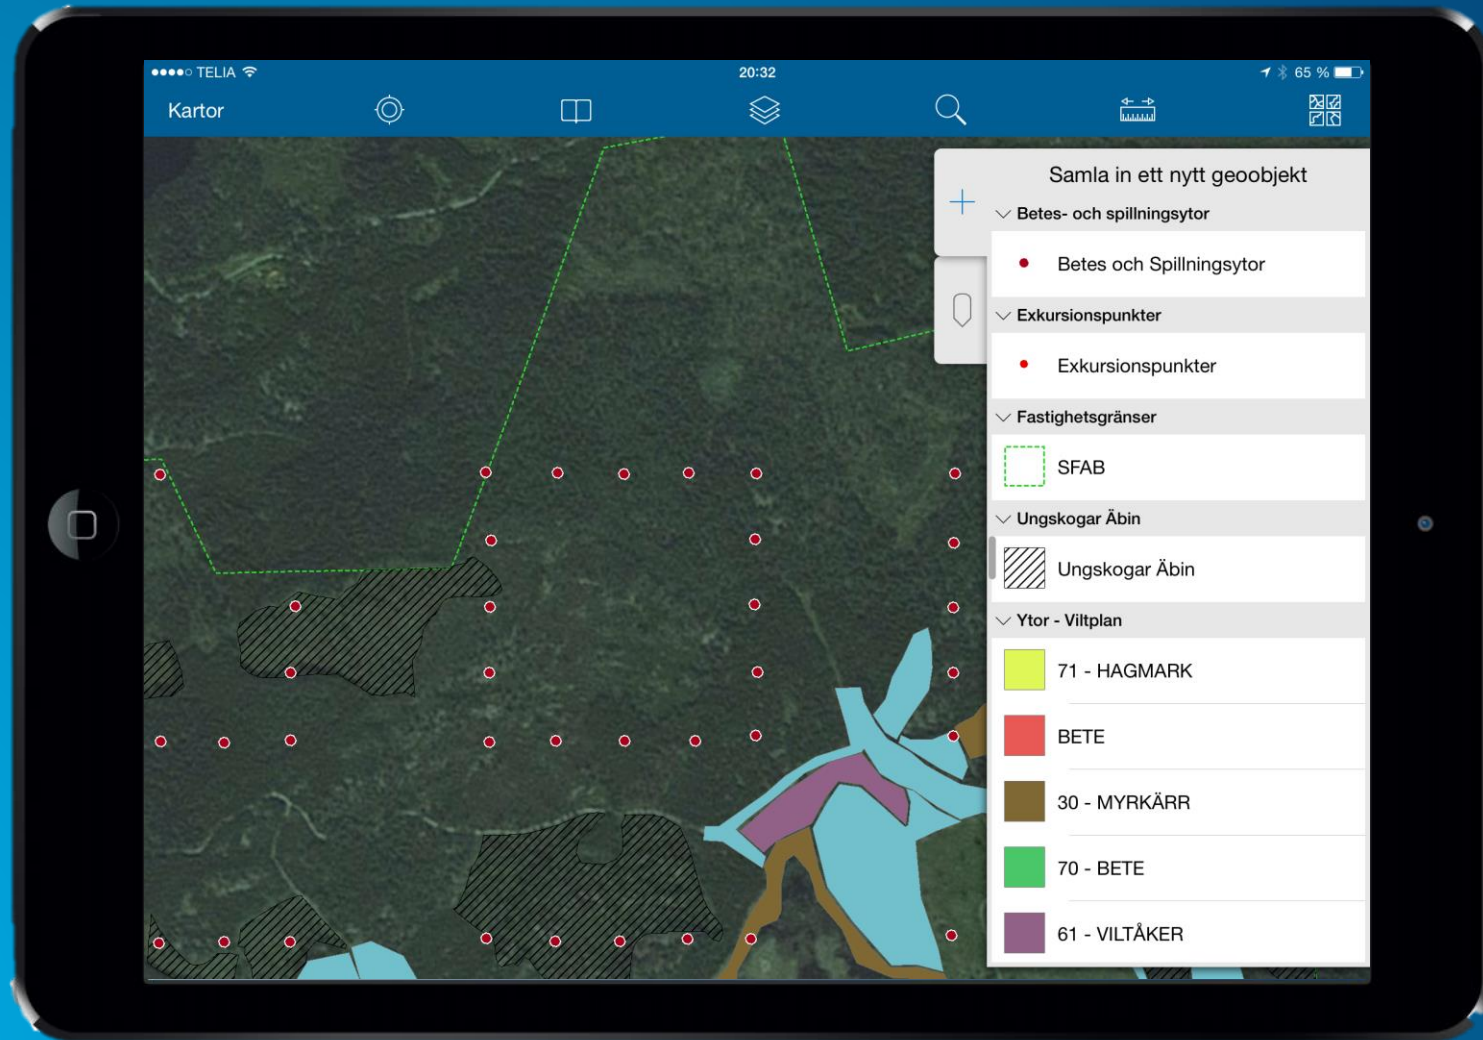 TELIA
20:32
65 %
Kartor
Samla in ett nytt geoobjekt
Betes- och spillningsytor
Betes och Spillningsytor
Exkursionspunkter
Exkursionspunkter
Fastighetsgränser
SFAB
Ungskogar Äbin
Ungskogar Äbin
Ytor - Viltplan
71 - HAGMARK
BETE
30 - MYRKÄRR
70 - BETE
61 - VILTÅKER